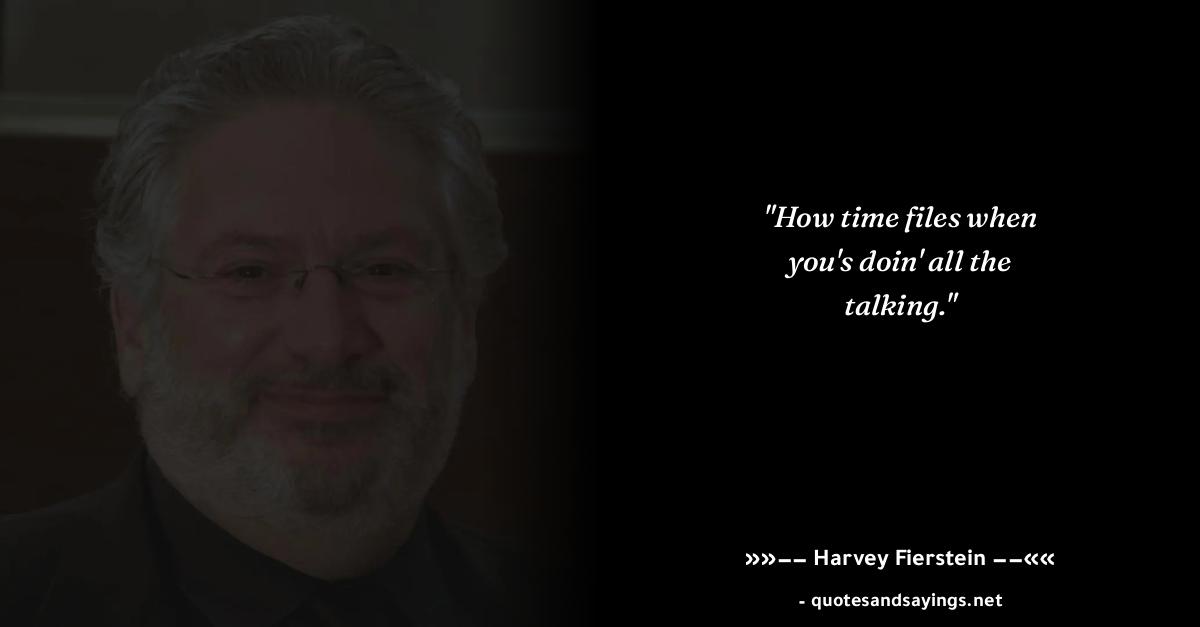 "How time files when
you's doin' all the
talking."
»»–– Harvey Fierstein ––««
- quotesandsayings.net